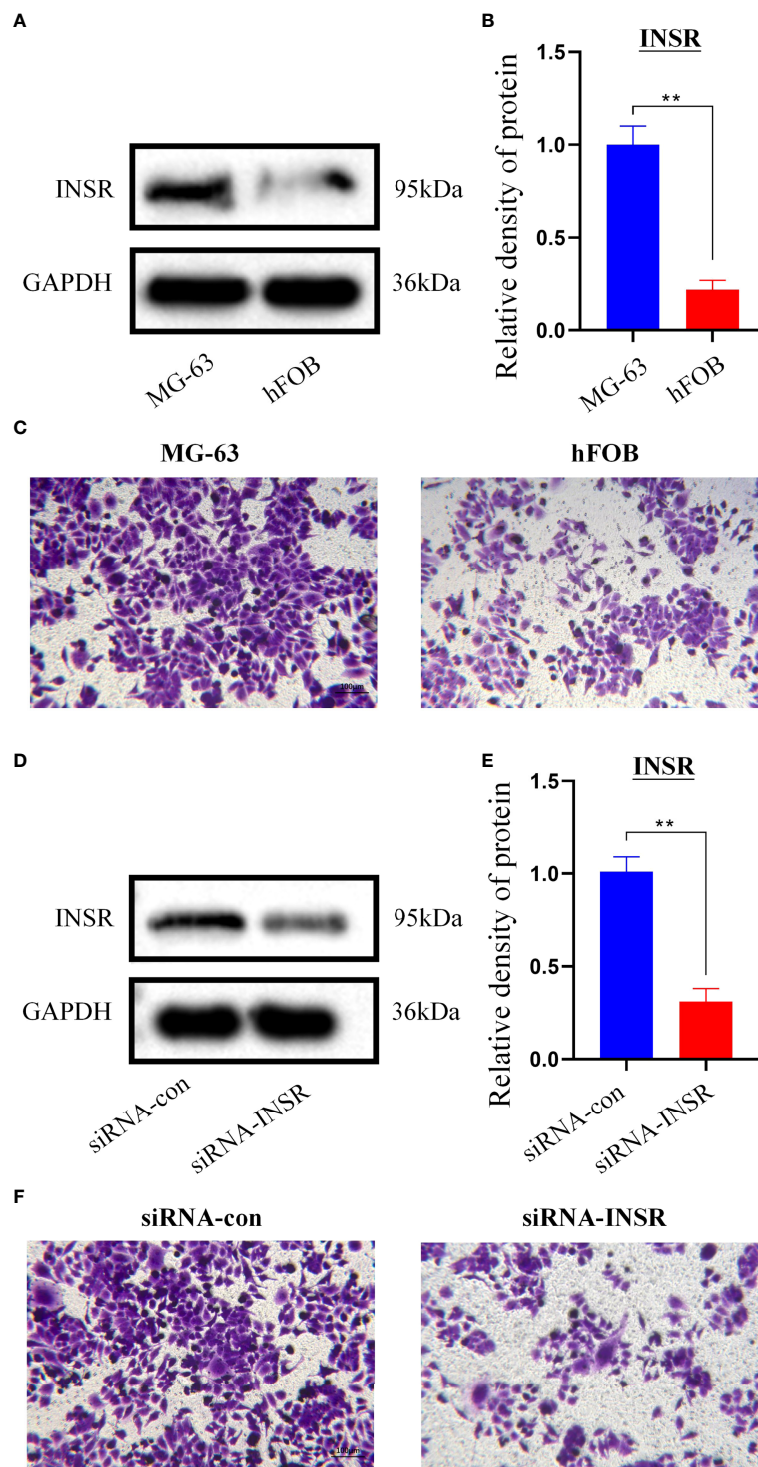 A
INSR
95kDa
GAPDH
36kDa
MG-63
hFOB
B
INSR
Relative density of protein
1.5
1.0
0.5
0.0
**
MG-63
hFOB
C
MG-63
hFOB
100μm
D
INSR
95kDa
GAPDH
36kDa
siRNA-con
siRNA-INSR
E
INSR
Relative density of protein
1.5
1.0
0.5
0.0
**
siRNA-con
siRNA-INSR
F
siRNA-con
siRNA-INSR
100μm